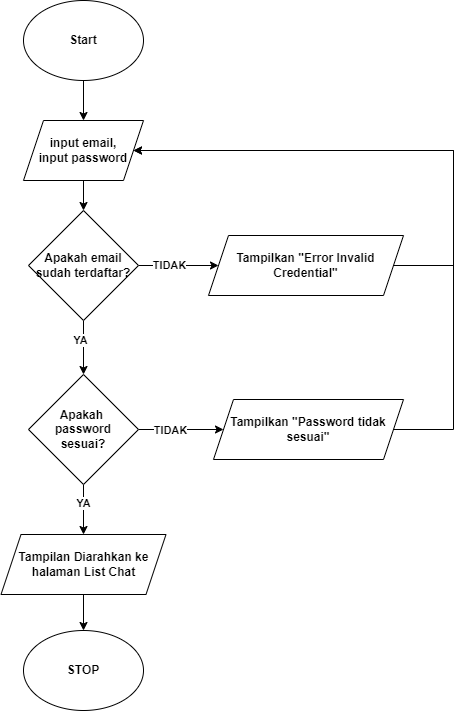 Start
input email,
input password
Apakah email
sudah terdaftar?
TIDAK
Tampilkan "Error Invalid
Credential"
YA
Apakah
password
sesuai?
TIDAK
Tampilkan "Password tidak
sesuai"
YA
Tampilan Diarahkan ke
halaman List Chat
STOP